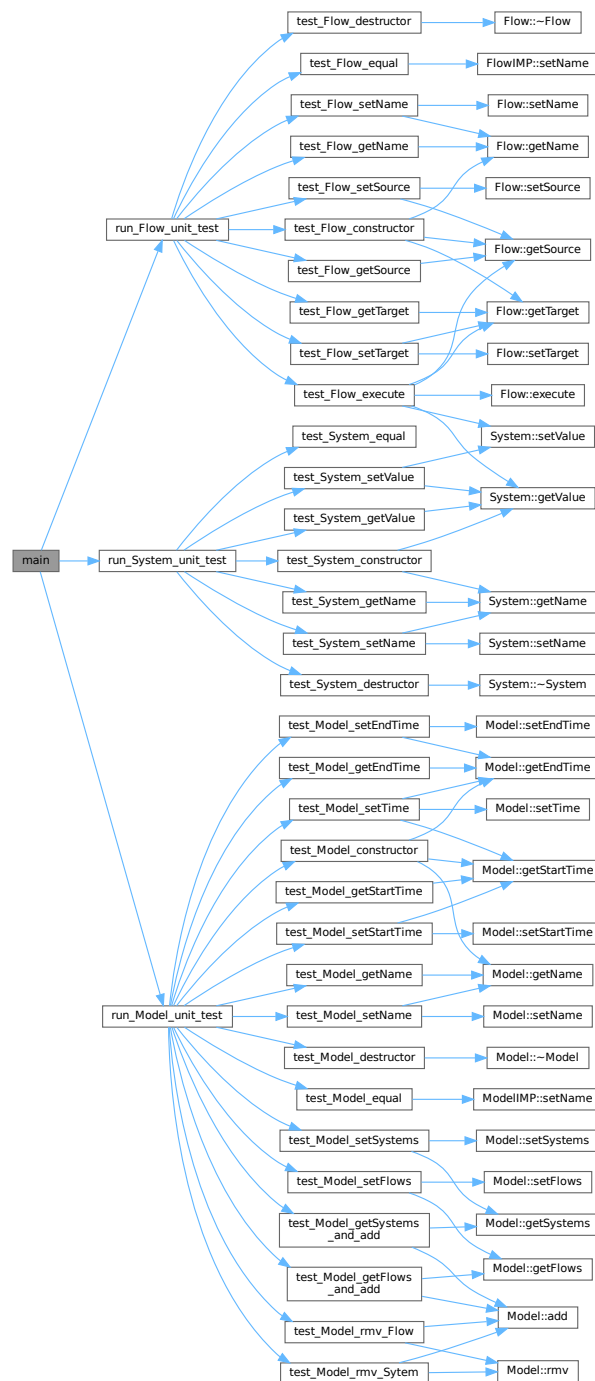 test_Flow_destructor
Flow::~Flow
test_Flow_equal
FlowIMP::setName
test_Flow_setName
Flow::setName
test_Flow_getName
Flow::getName
test_Flow_setSource
Flow::setSource
run_Flow_unit_test
test_Flow_constructor
Flow::getSource
test_Flow_getSource
test_Flow_getTarget
Flow::getTarget
test_Flow_setTarget
Flow::setTarget
test_Flow_execute
Flow::execute
test_System_equal
System::setValue
test_System_setValue
System::getValue
test_System_getValue
main
run_System_unit_test
test_System_constructor
test_System_getName
System::getName
test_System_setName
System::setName
test_System_destructor
System::~System
test_Model_setEndTime
Model::setEndTime
test_Model_getEndTime
Model::getEndTime
test_Model_setTime
Model::setTime
test_Model_constructor
Model::getStartTime
test_Model_getStartTime
test_Model_setStartTime
Model::setStartTime
test_Model_getName
Model::getName
run_Model_unit_test
test_Model_setName
Model::setName
test_Model_destructor
Model::~Model
test_Model_equal
ModelIMP::setName
test_Model_setSystems
Model::setSystems
test_Model_setFlows
Model::setFlows
test_Model_getSystems
_and_add
Model::getSystems
test_Model_getFlows
_and_add
Model::getFlows
Model::add
test_Model_rmv_Flow
test_Model_rmv_Sytem
Model::rmv